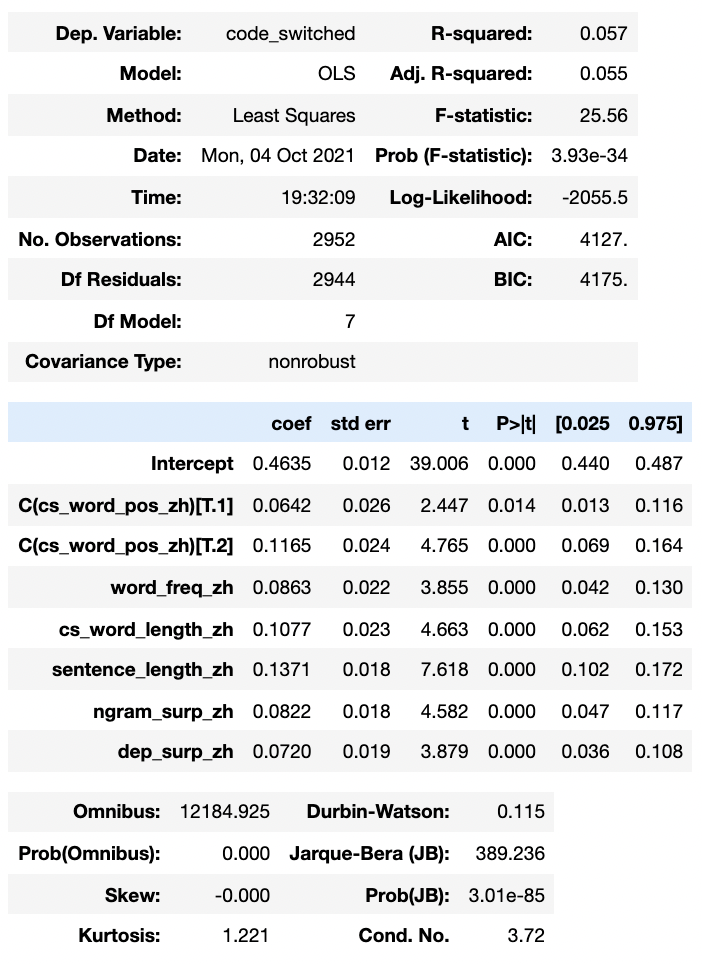 Dep. Variable: code_switched R-squared: 0.057
Model: OLS Adj. R-squared: 0.055
Method: Least Squares F-statistic: 25.56
Date: Mon, 04 Oct 2021 Prob (F-statistic): 3.93e-34
Time: 19:32:09 Log-Likelihood: -2055.5
No. Observations: 2952 AIC: 4127.
Df Residuals: 2944 BIC: 4175.
Df Model: 7
Covariance Type: nonrobust
coef std err t P>|t| [0.025 0.975]
Intercept 0.4635 0.012 39.006 0.000 0.440 0.487
C(cs_word_pos_zh)[T.1] 0.0642 0.026 2.447 0.014 0.013 0.116
C(cs_word_pos_zh)[T.2] 0.1165 0.024 4.765 0.000 0.069 0.164
word_freq_zh 0.0863 0.022 3.855 0.000 0.042 0.130
cs_word_length_zh 0.1077 0.023 4.663 0.000 0.062 0.153
sentence_length_zh 0.1371 0.018 7.618 0.000 0.102 0.172
ngram_surp_zh 0.0822 0.018 4.582 0.000 0.047 0.117
dep_surp_zh 0.0720 0.019 3.879 0.000 0.036 0.108
Omnibus: 12184.925 Durbin-Watson: 0.115
Prob(Omnibus): 0.000 Jarque-Bera (JB): 389.236
Skew: -0.000 Prob(JB): 3.01e-85
Kurtosis: 1.221 Cond. No. 3.72